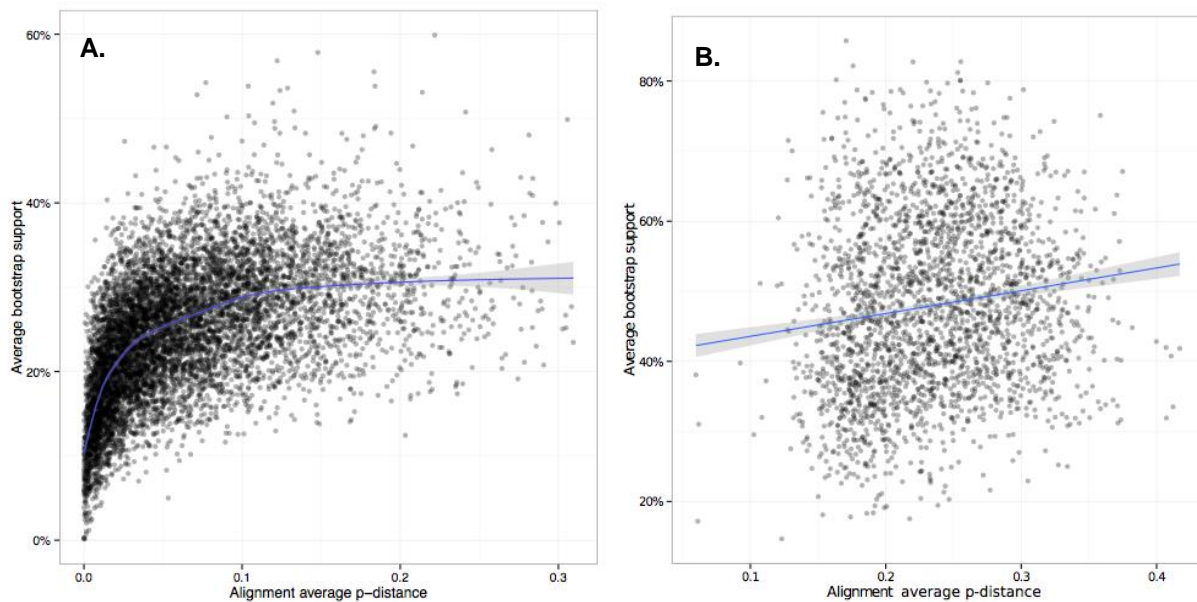 A.
Average bootstrap support
60%
40%
20%
0%
0.0
0.1
0.2
0.3
Alignment average p−distance
B.
Average bootstrap support
80%
60%
40%
20%
0.1
0.2
0.3
0.4
Alignment average p-distance